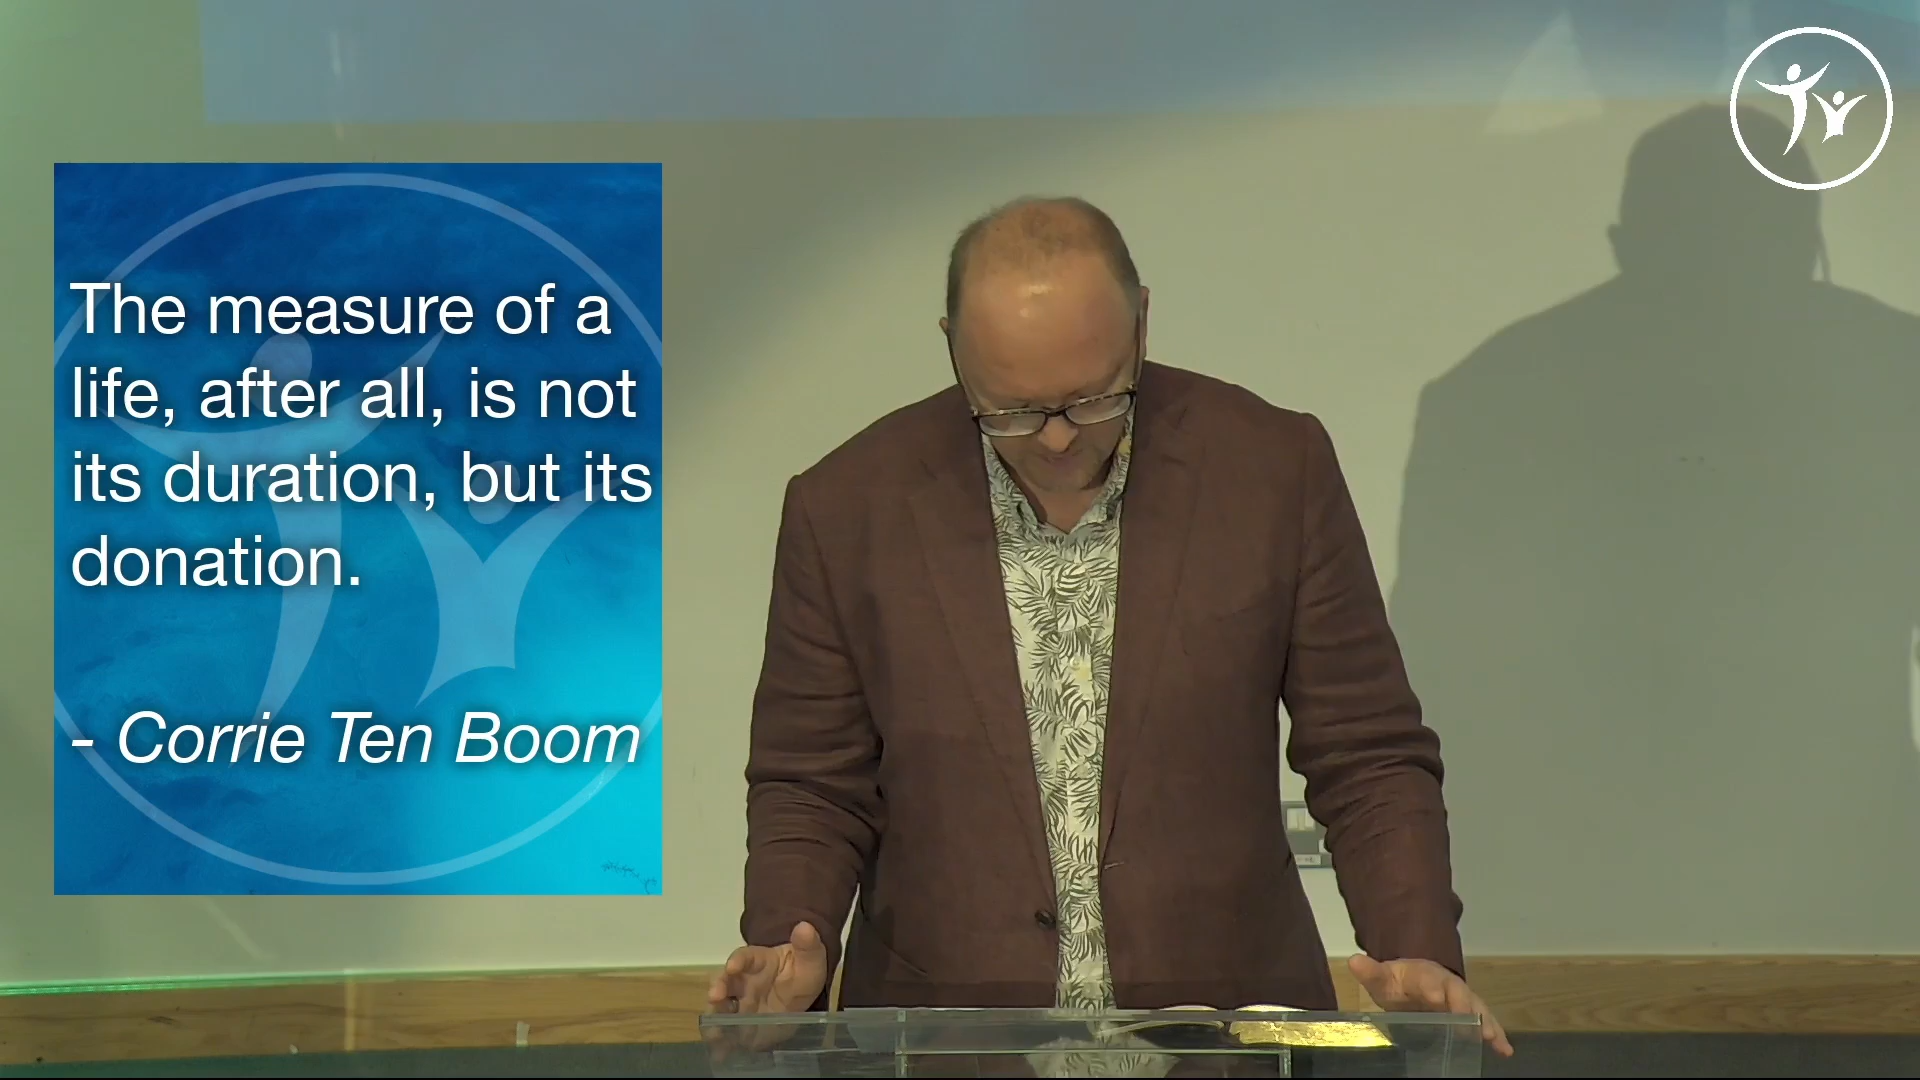 The measure of a
life, after all, is not
its duration, but its
donation.
- Corrie Ten Boom